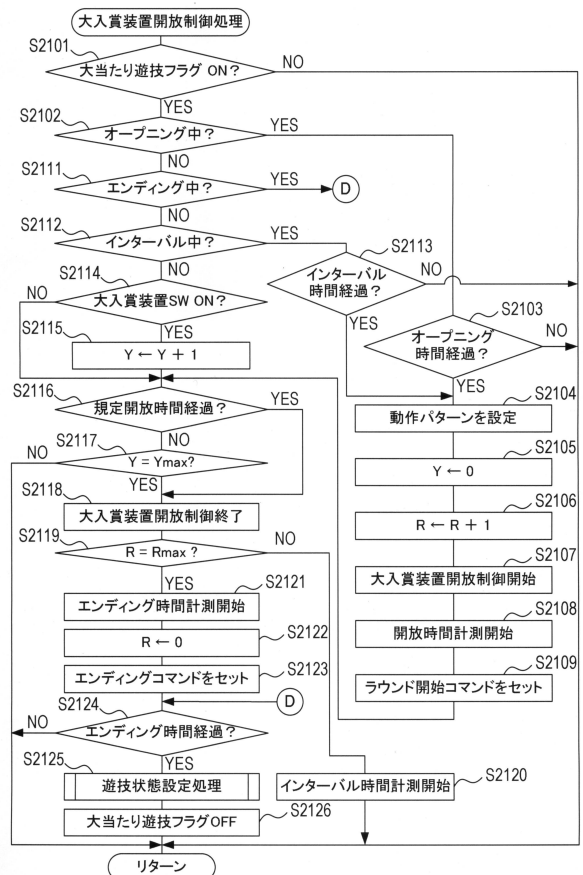 大入賞装置開放制御処理
S2101
大当たり遊技フラグ ON?
NO
YES
S2102
オープニング中?
YES
NO
S2111
エンディング中?
YES
D
NO
S2112
インターバル中?
YES
S2113
インターバル
時間経過?
NO
YES
NO
S2114
大入賞装置SW ON?
NO
YES
S2103
オープニング
時間経過?
NO
YES
S2115
Y ← Y + 1
S2116
規定開放時間経過?
YES
NO
S2104
動作パターンを設定
S2117
Y = Ymax?
NO
YES
S2105
Y ← 0
S2118
大入賞装置開放制御終了
S2106
R ← R + 1
S2119
R = Rmax ?
NO
YES
S2107
大入賞装置開放制御開始
S2121
エンディング時間計測開始
S2108
開放時間計測開始
S2122
R ← 0
S2109
ラウンド開始コマンドをセット
S2123
エンディングコマンドをセット
D
S2124
エンディング時間経過?
NO
YES
S2125
遊技状態設定処理
S2120
インターバル時間計測開始
S2126
大当たり遊技フラグOFF
リターン